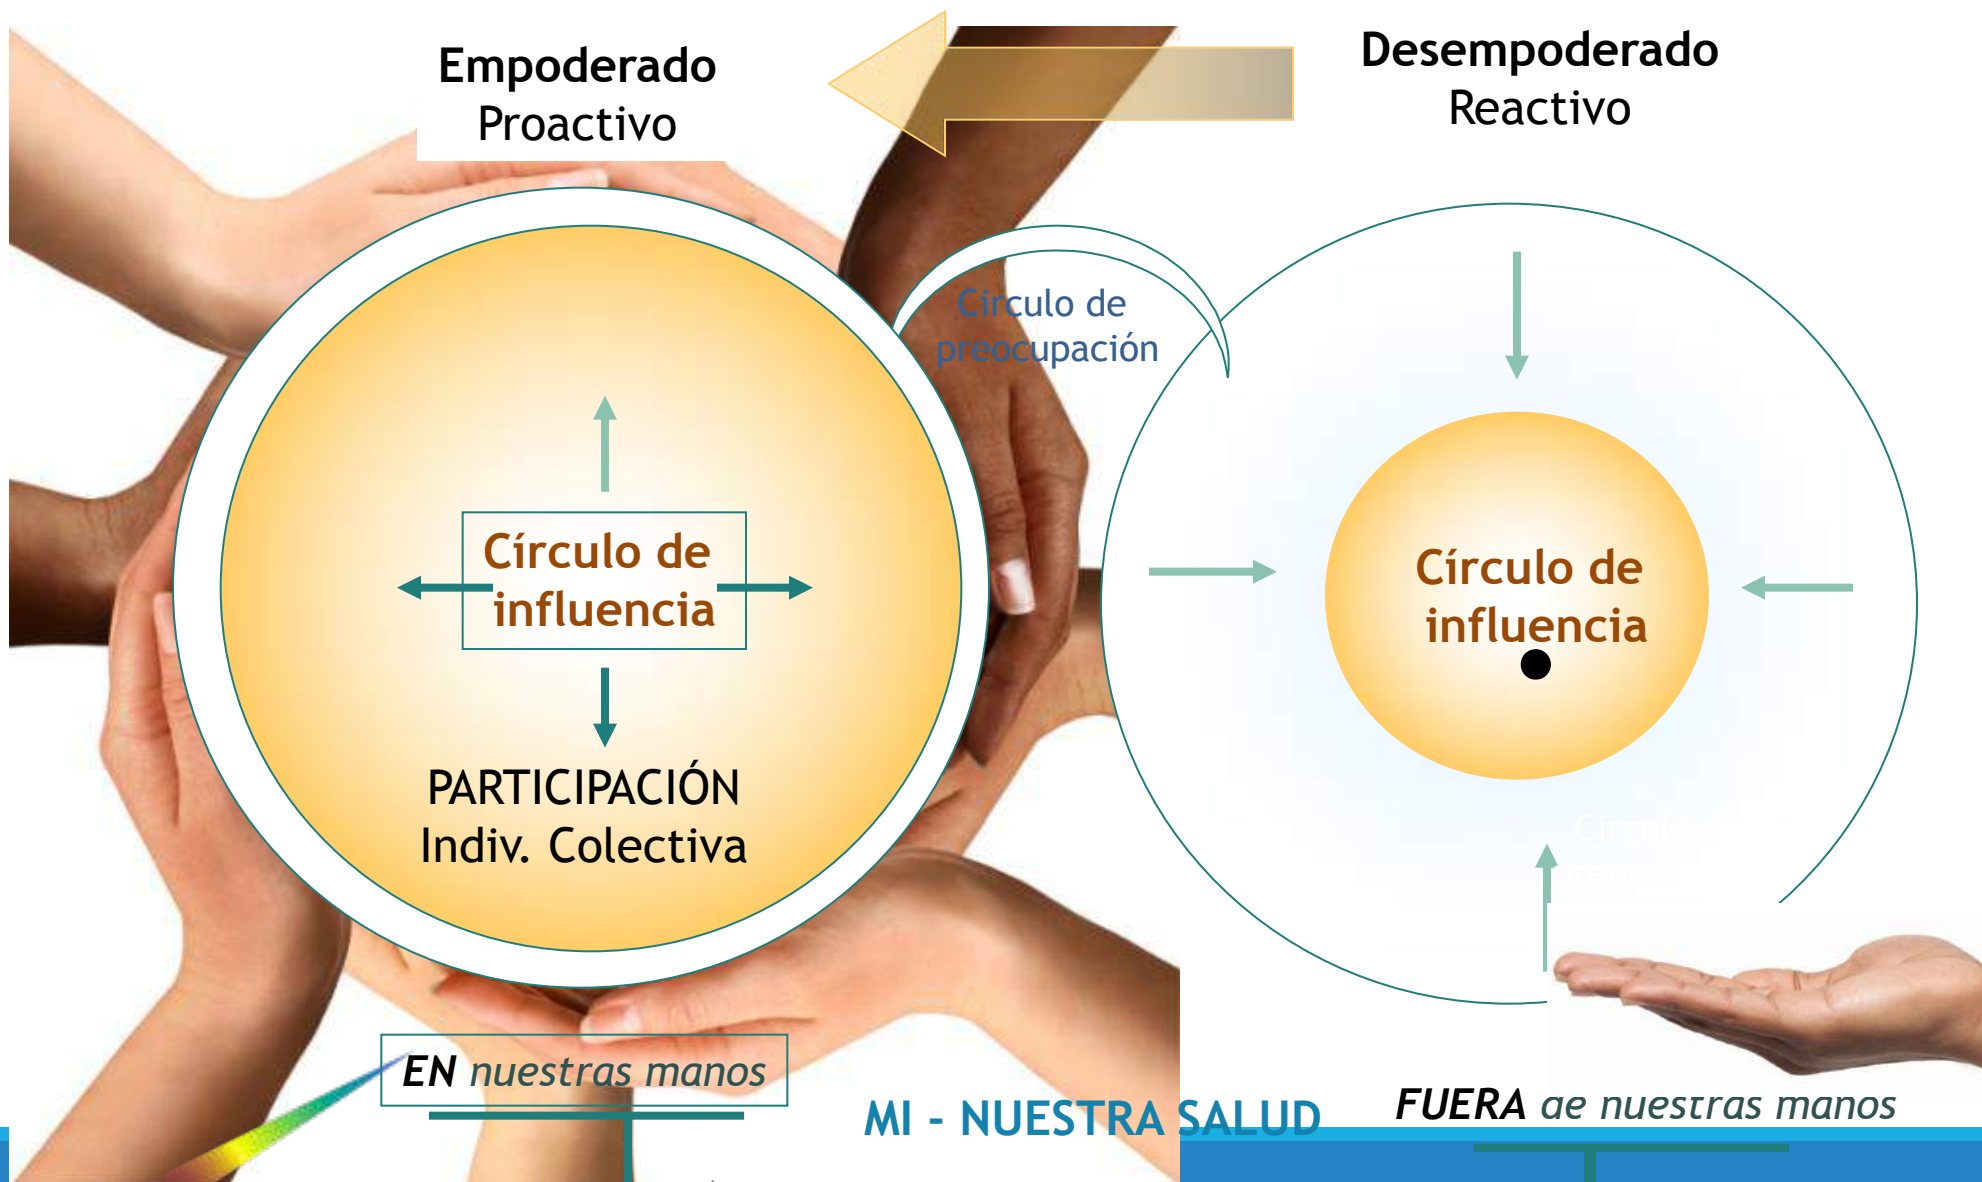 Empoderado
Proactivo
Desempoderado
Reactivo
Círculo de
preocupación
Círculo de
influencia
PARTICIPACIÓN
Indiv. Colectiva
Círculo de
influencia
Círculo
EN nuestras manos
MI - NUESTRA SALUD
FUERA de nuestras manos